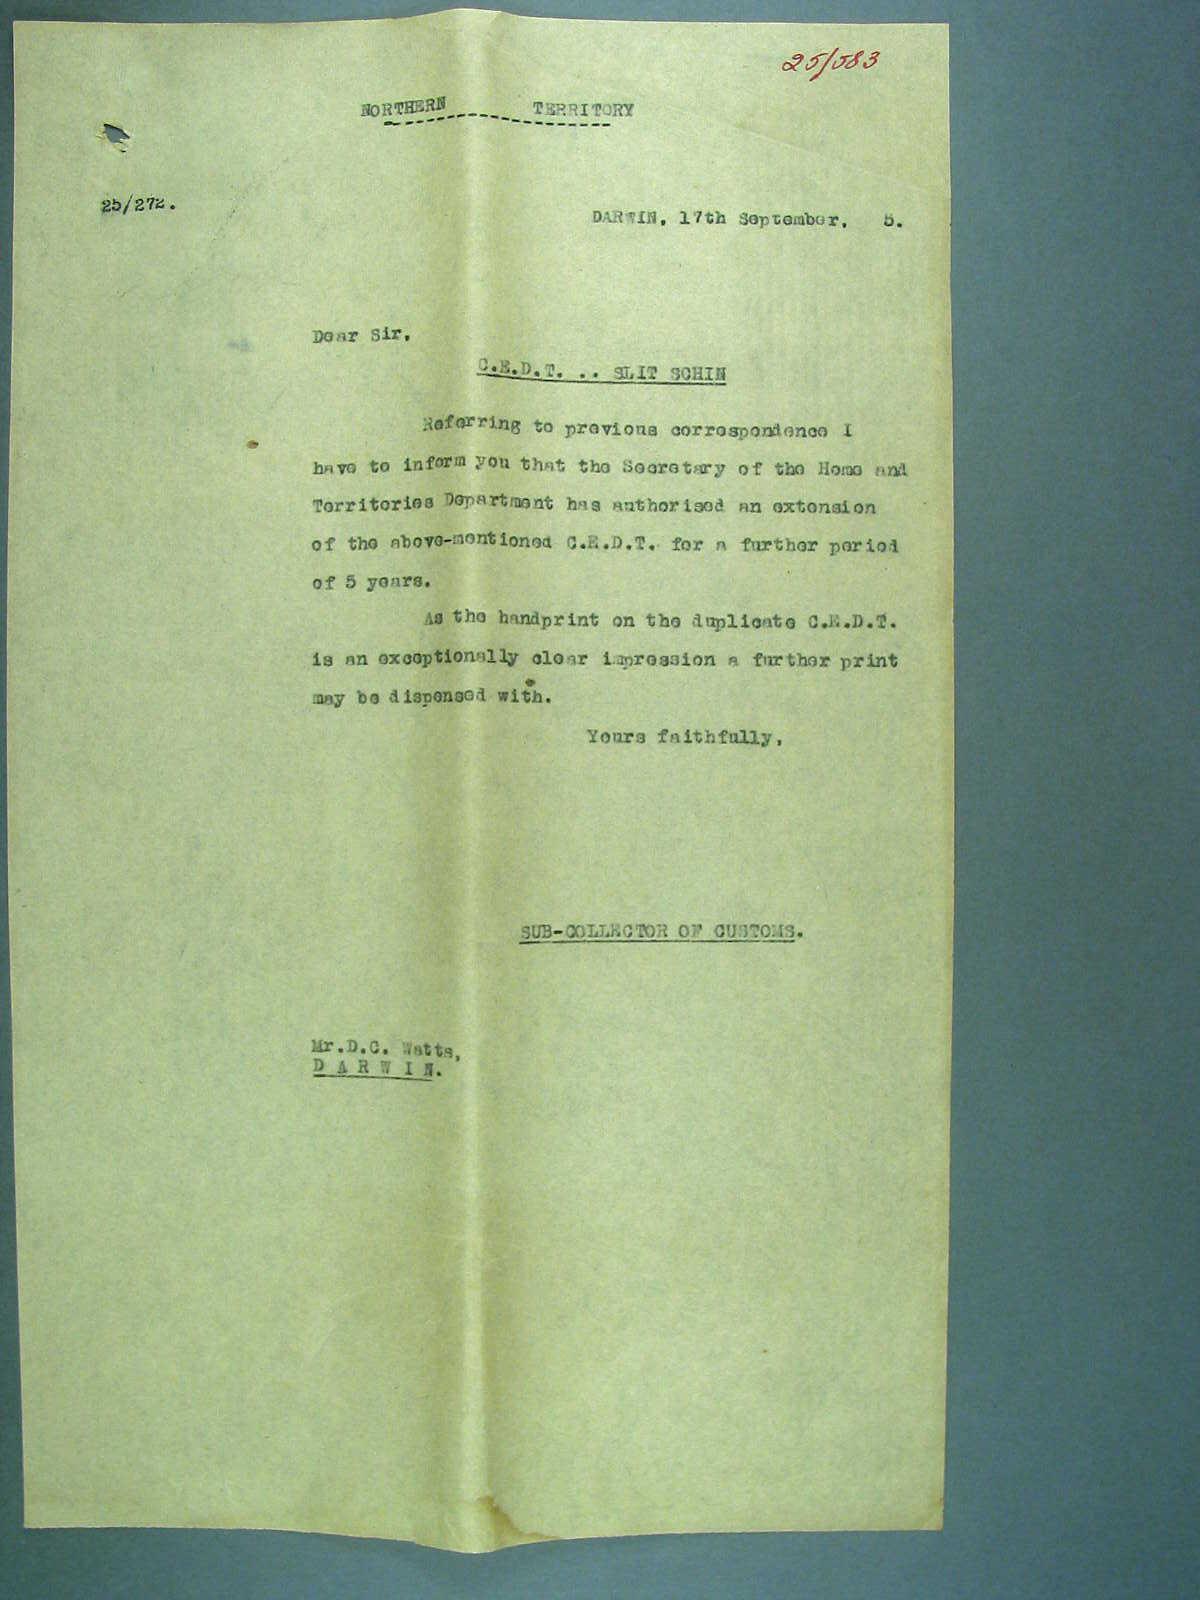 25/583
NORTHERN TERRITORY
25/272.
DARWIN, 17th September, 5.
Dear Sir,
C.E.D.T. .. SLIT SCHIN
Referring to previous correspondence I
have to inform you that the Secretary of the Home and
Territories Department has authorised an extension
of the above-mentioned C.E.D.T. for a further period
of 5 years.
As the handprint on the duplicate C.E.D.T.
is an exceptionally clear impression a further print
may be dispensed with.
Yours faithfully,
SUB-COLLECTOR OF CUSTOMS.
Mr.D.C. Watts,
D A R W I N.